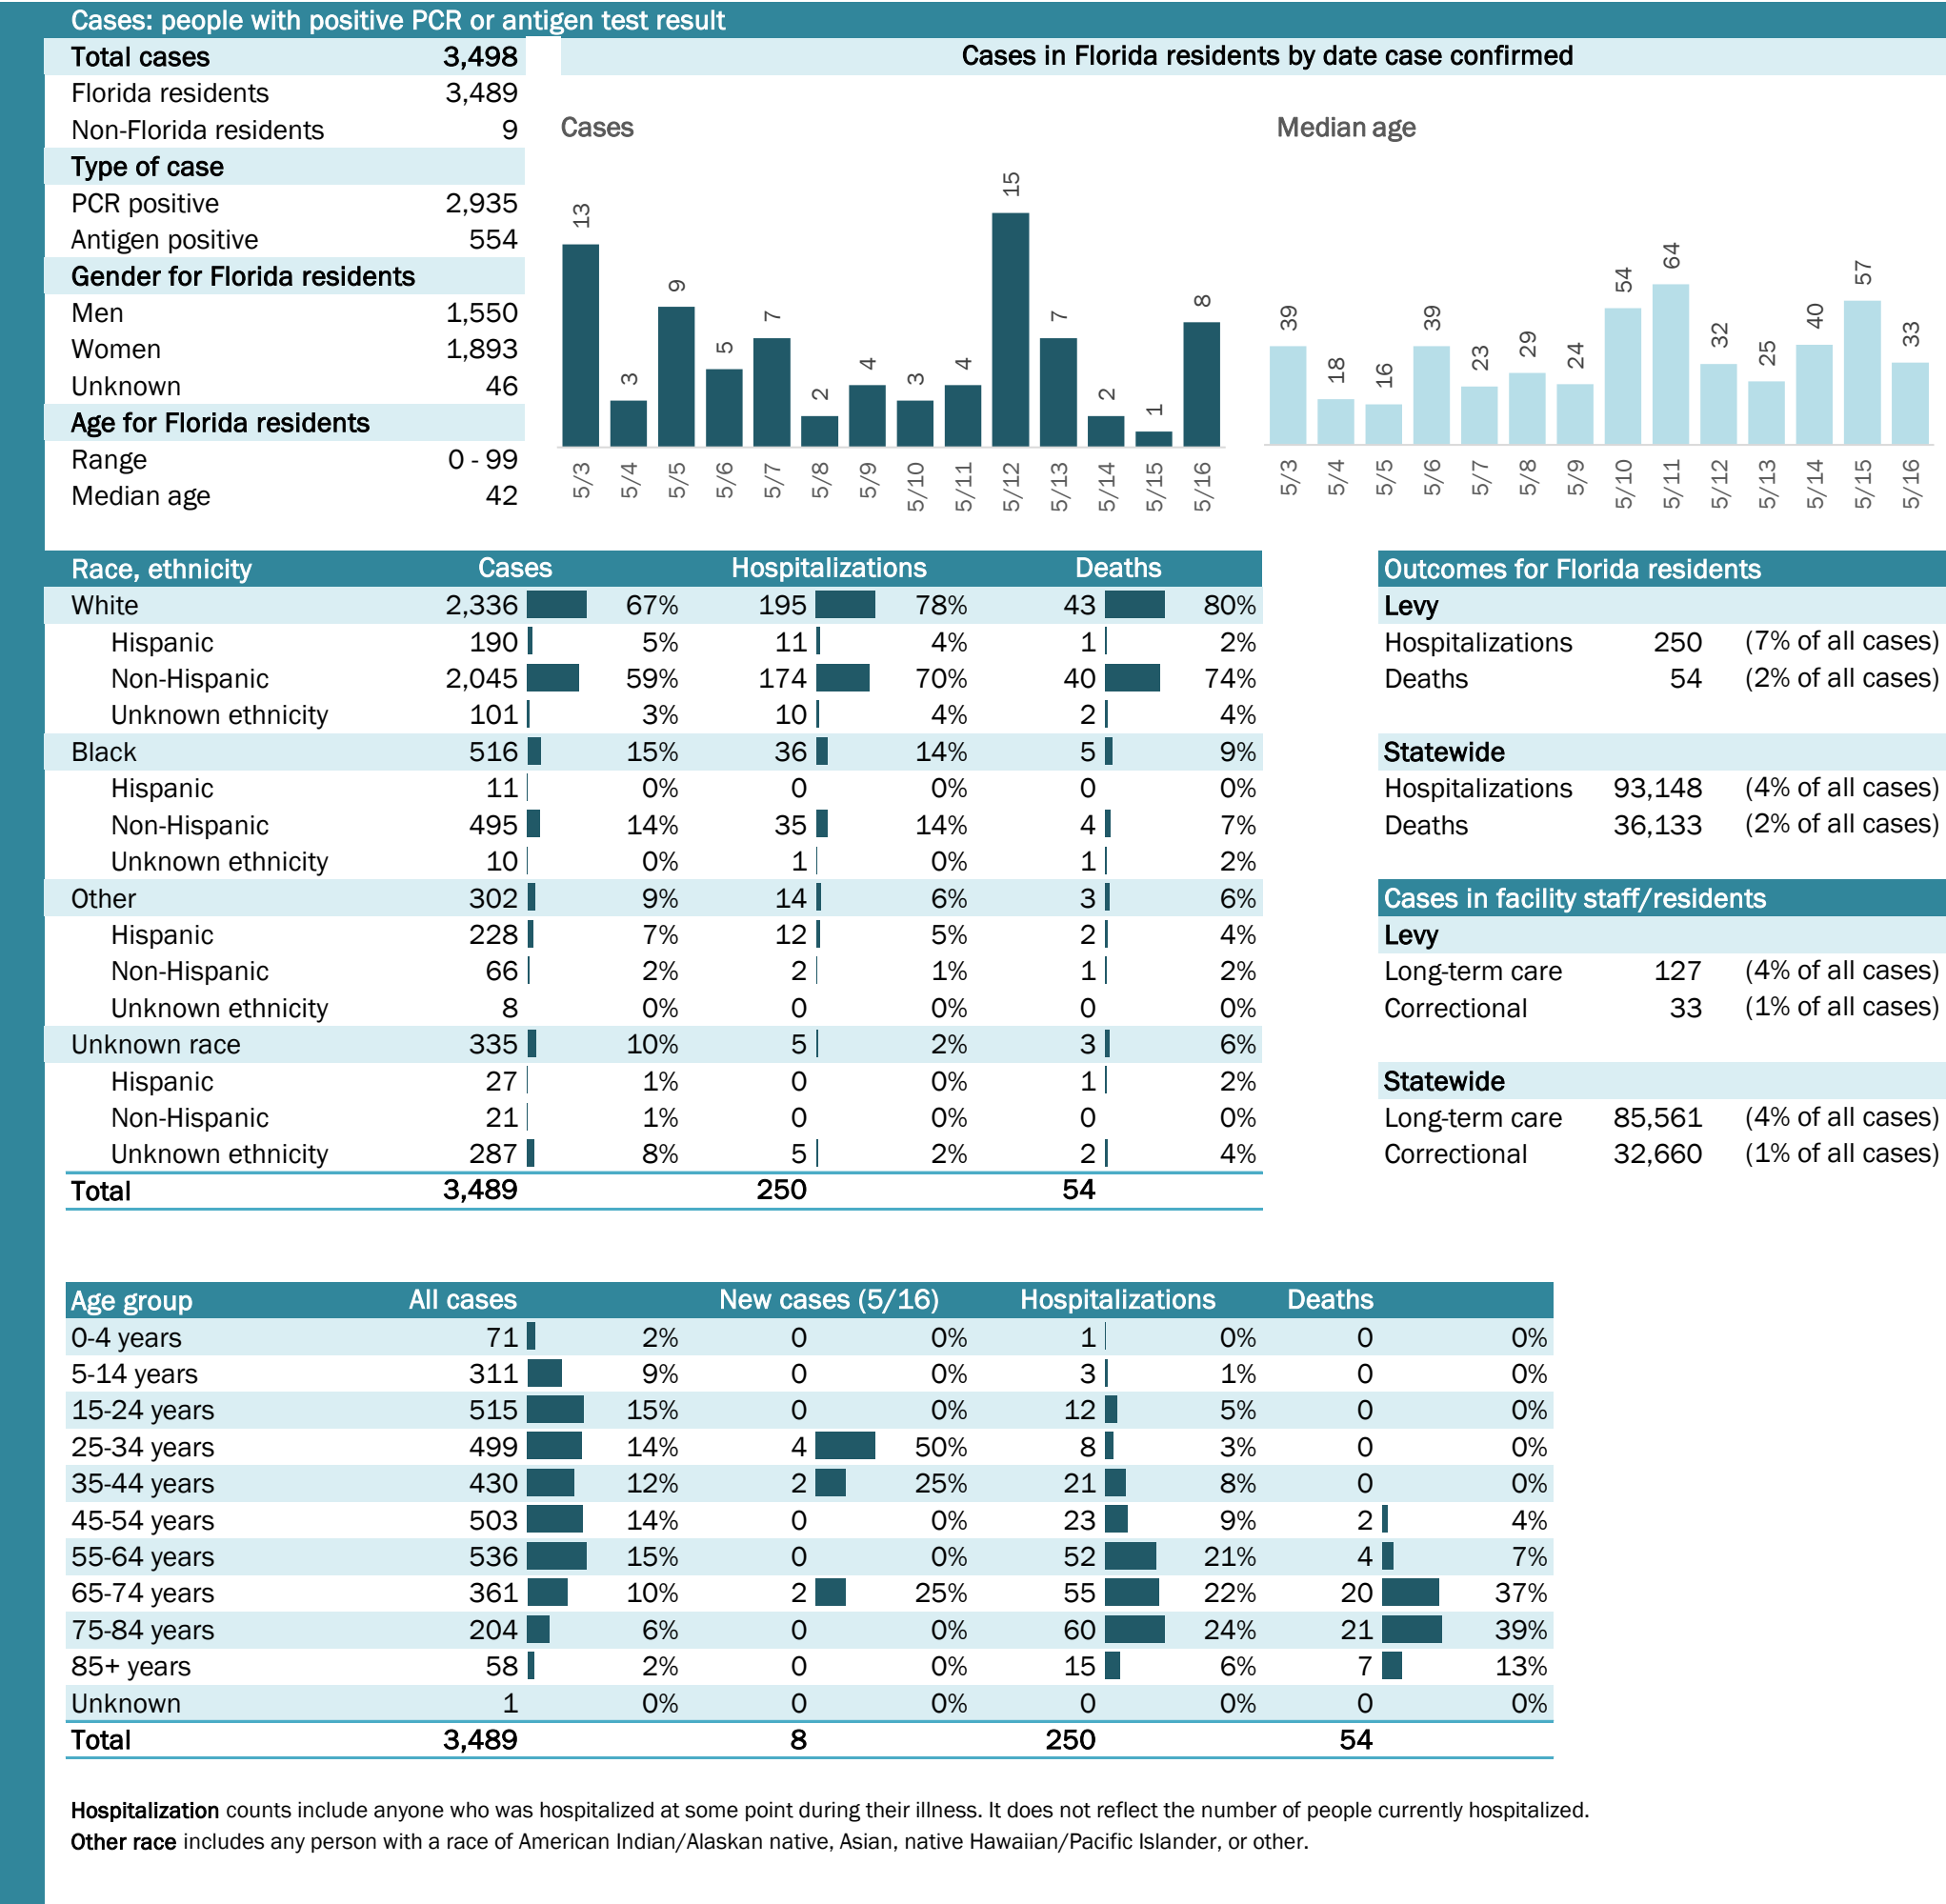 Cases: people with positive PCR or antigen test result
Total cases 3,498
Florida residents 3,489
Non-Florida residents 9
Type of case
PCR positive 2,935
Antigen positive 554
Gender for Florida residents
Men 1,550
Women 1,893
Unknown 46
Age for Florida residents
Range 0 - 99
Median age 42
Cases in Florida residents by date case confirmed
Cases
13 3 9 5 7 2 4 3 4 15 7 2 1 8
5/3 5/4 5/5 5/6 5/7 5/8 5/9 5/10 5/11 5/12 5/13 5/14 5/15 5/16
Median age
39 18 16 39 23 29 24 54 64 32 25 40 57 33
5/3 5/4 5/5 5/6 5/7 5/8 5/9 5/10 5/11 5/12 5/13 5/14 5/15 5/16
Race, ethnicity Cases Hospitalizations Deaths
White 2,336 67% 195 78% 43 80%
Hispanic 190 5% 11 4% 1 2%
Non-Hispanic 2,045 59% 174 70% 40 74%
Unknown ethnicity 101 3% 10 4% 2 4%
Black 516 15% 36 14% 5 9%
Hispanic 11 0% 0 0% 0 0%
Non-Hispanic 495 14% 35 14% 4 7%
Unknown ethnicity 10 0% 1 0% 1 2%
Other 302 9% 14 6% 3 6%
Hispanic 228 7% 12 5% 2 4%
Non-Hispanic 66 2% 2 1% 1 2%
Unknown ethnicity 8 0% 0 0% 0 0%
Unknown race 335 10% 5 2% 3 6%
Hispanic 27 1% 0 0% 1 2%
Non-Hispanic 21 1% 0 0% 0 0%
Unknown ethnicity 287 8% 5 2% 2 4%
Total 3,489 250 54
Outcomes for Florida residents
Levy
Hospitalizations 250 (7% of all cases)
Deaths 54 (2% of all cases)
Statewide
Hospitalizations 93,148 (4% of all cases)
Deaths 36,133 (2% of all cases)
Cases in facility staff/residents
Levy
Long-term care 127 (4% of all cases)
Correctional 33 (1% of all cases)
Statewide
Long-term care 85,561 (4% of all cases)
Correctional 32,660 (1% of all cases)
Age group All cases New cases (5/16) Hospitalizations Deaths
0-4 years 71 2% 0 0% 1 0% 0 0%
5-14 years 311 9% 0 0% 3 1% 0 0%
15-24 years 515 15% 0 0% 12 5% 0 0%
25-34 years 499 14% 4 50% 8 3% 0 0%
35-44 years 430 12% 2 25% 21 8% 0 0%
45-54 years 503 14% 0 0% 23 9% 2 4%
55-64 years 536 15% 0 0% 52 21% 4 7%
65-74 years 361 10% 2 25% 55 22% 20 37%
75-84 years 204 6% 0 0% 60 24% 21 39%
85+ years 58 2% 0 0% 15 6% 7 13%
Unknown 1 0% 0 0% 0 0% 0 0%
Total 3,489 8 250 54
Hospitalization counts include anyone who was hospitalized at some point during their illness. It does not reflect the number of people currently hospitalized.
Other race includes any person with a race of American Indian/Alaskan native, Asian, native Hawaiian/Pacific Islander, or other.